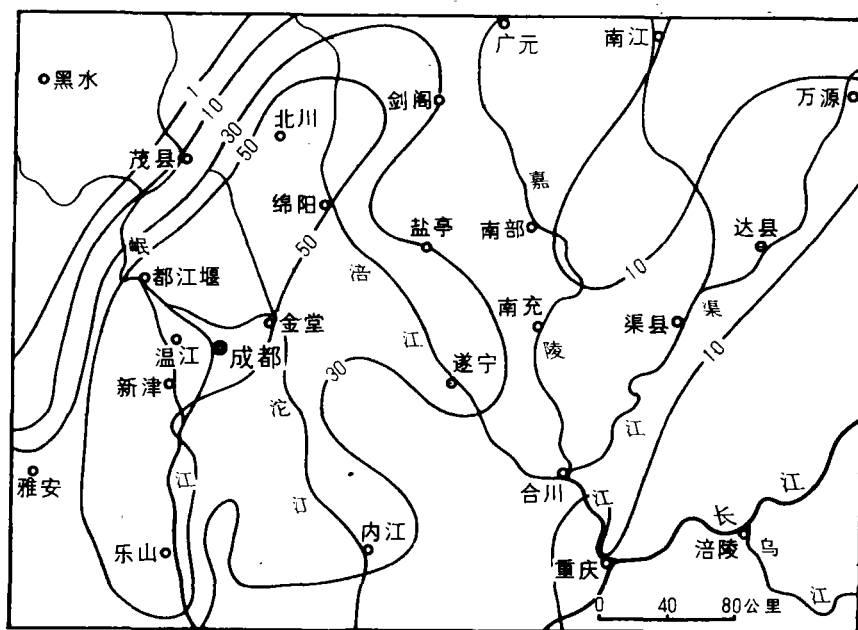 广元
南江
黑水
1
10
30
50
北川
剑阁
万源
茂县
绵阳
嘉
50
盐亭
南部
达县
岷
涪
10
都江堰
金堂
南充
渠县
渠
温江
成都
江
陵
10
新津
沱
30
遂宁
江
雅安
江
江
合川
江
长
江
乐山
内江
重庆
涪陵
乌
江
0 40 80公里